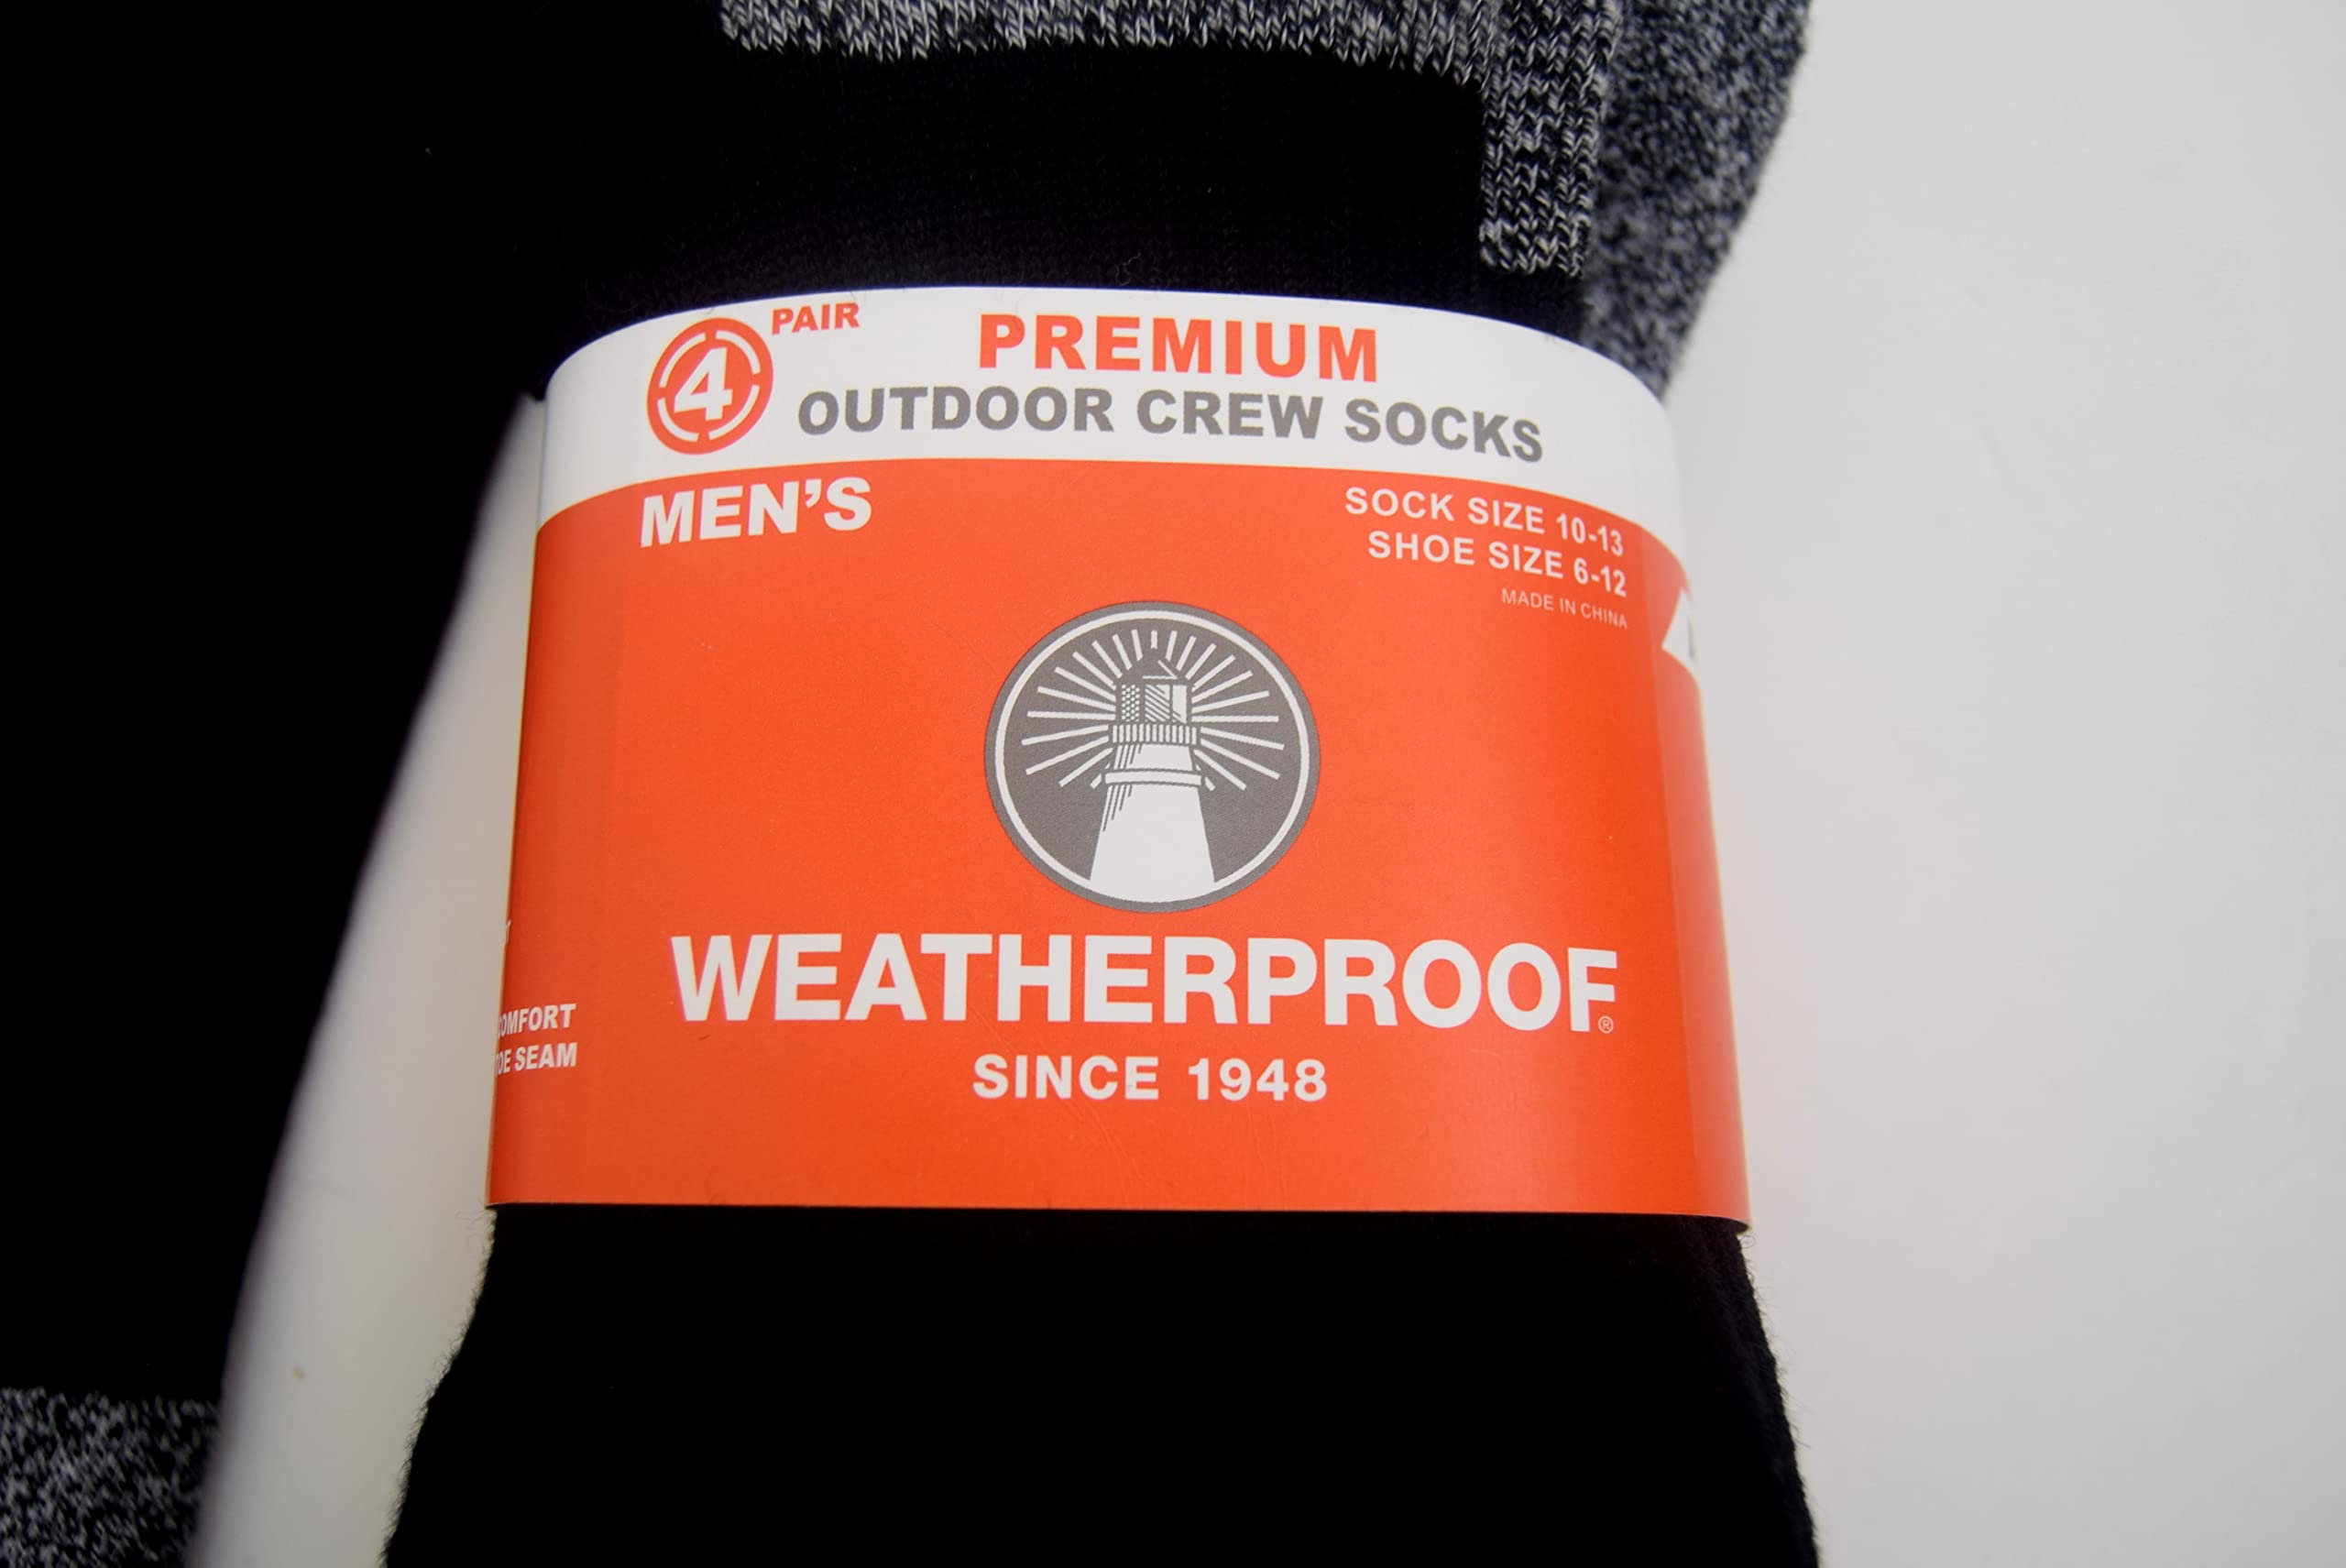 PAIR
4
PREMIUM
OUTDOOR CREW SOCKS
MEN'S
SOCK SIZE 10-13
SHOE SIZE 6-12
MADE IN CHINA
WEATHERPROOF®
SINCE 1948
SEAM